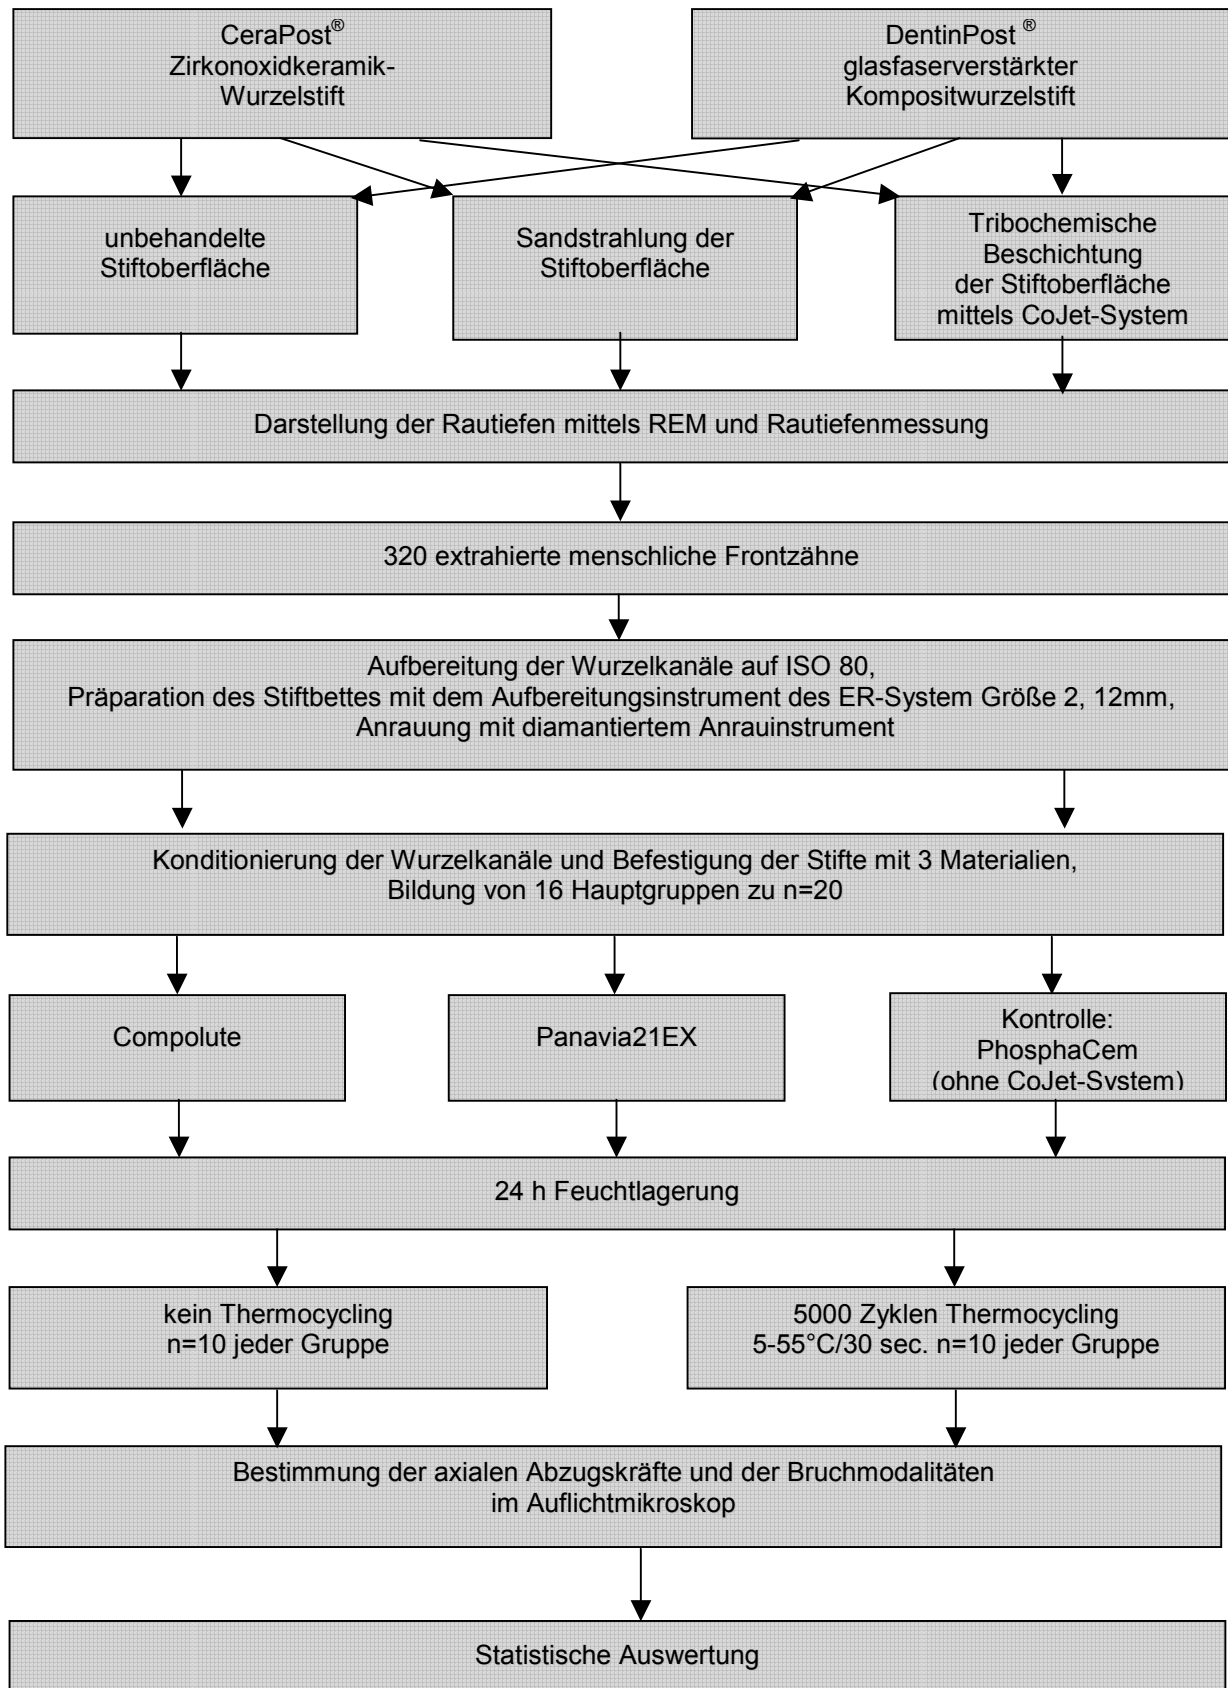 CeraPost®
Zirkonoxidkeramik-
Wurzelstift
DentinPost ®
glasfaserverstärkter
Kompositwurzelstift
unbehandelte
Stiftoberfläche
Sandstrahlung der
Stiftoberfläche
Tribochemische
Beschichtung
der Stiftoberfläche
mittels CoJet-System
Darstellung der Rautiefen mittels REM und Rautiefenmessung
320 extrahierte menschliche Frontzähne
Aufbereitung der Wurzelkanäle auf ISO 80,
Präparation des Stiftbettes mit dem Aufbereitungsinstrument des ER-System Größe 2, 12mm,
Anrauung mit diamantiertem Anrauinstrument
Konditionierung der Wurzelkanäle und Befestigung der Stifte mit 3 Materialien,
Bildung von 16 Hauptgruppen zu n=20
Compolute
Panavia21EX
Kontrolle:
PhosphaCem
(ohne CoJet-System)
24 h Feuchtlagerung
kein Thermocycling
n=10 jeder Gruppe
5000 Zyklen Thermocycling
5-55°C/30 sec. n=10 jeder Gruppe
Bestimmung der axialen Abzugskräfte und der Bruchmodalitäten
im Auflichtmikroskop
Statistische Auswertung